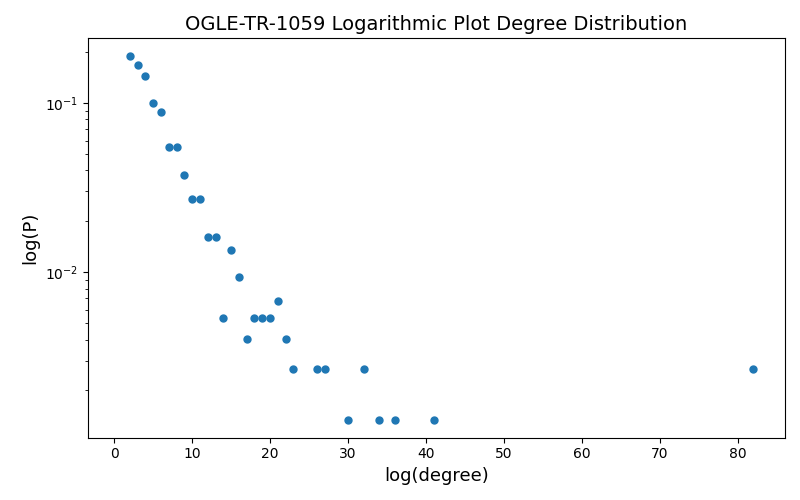 OGLE-TR-1059 Logarithmic Plot Degree Distribution
log(P)
10⁻¹
10⁻²
0 10 20 30 40 50 60 70 80
log(degree)